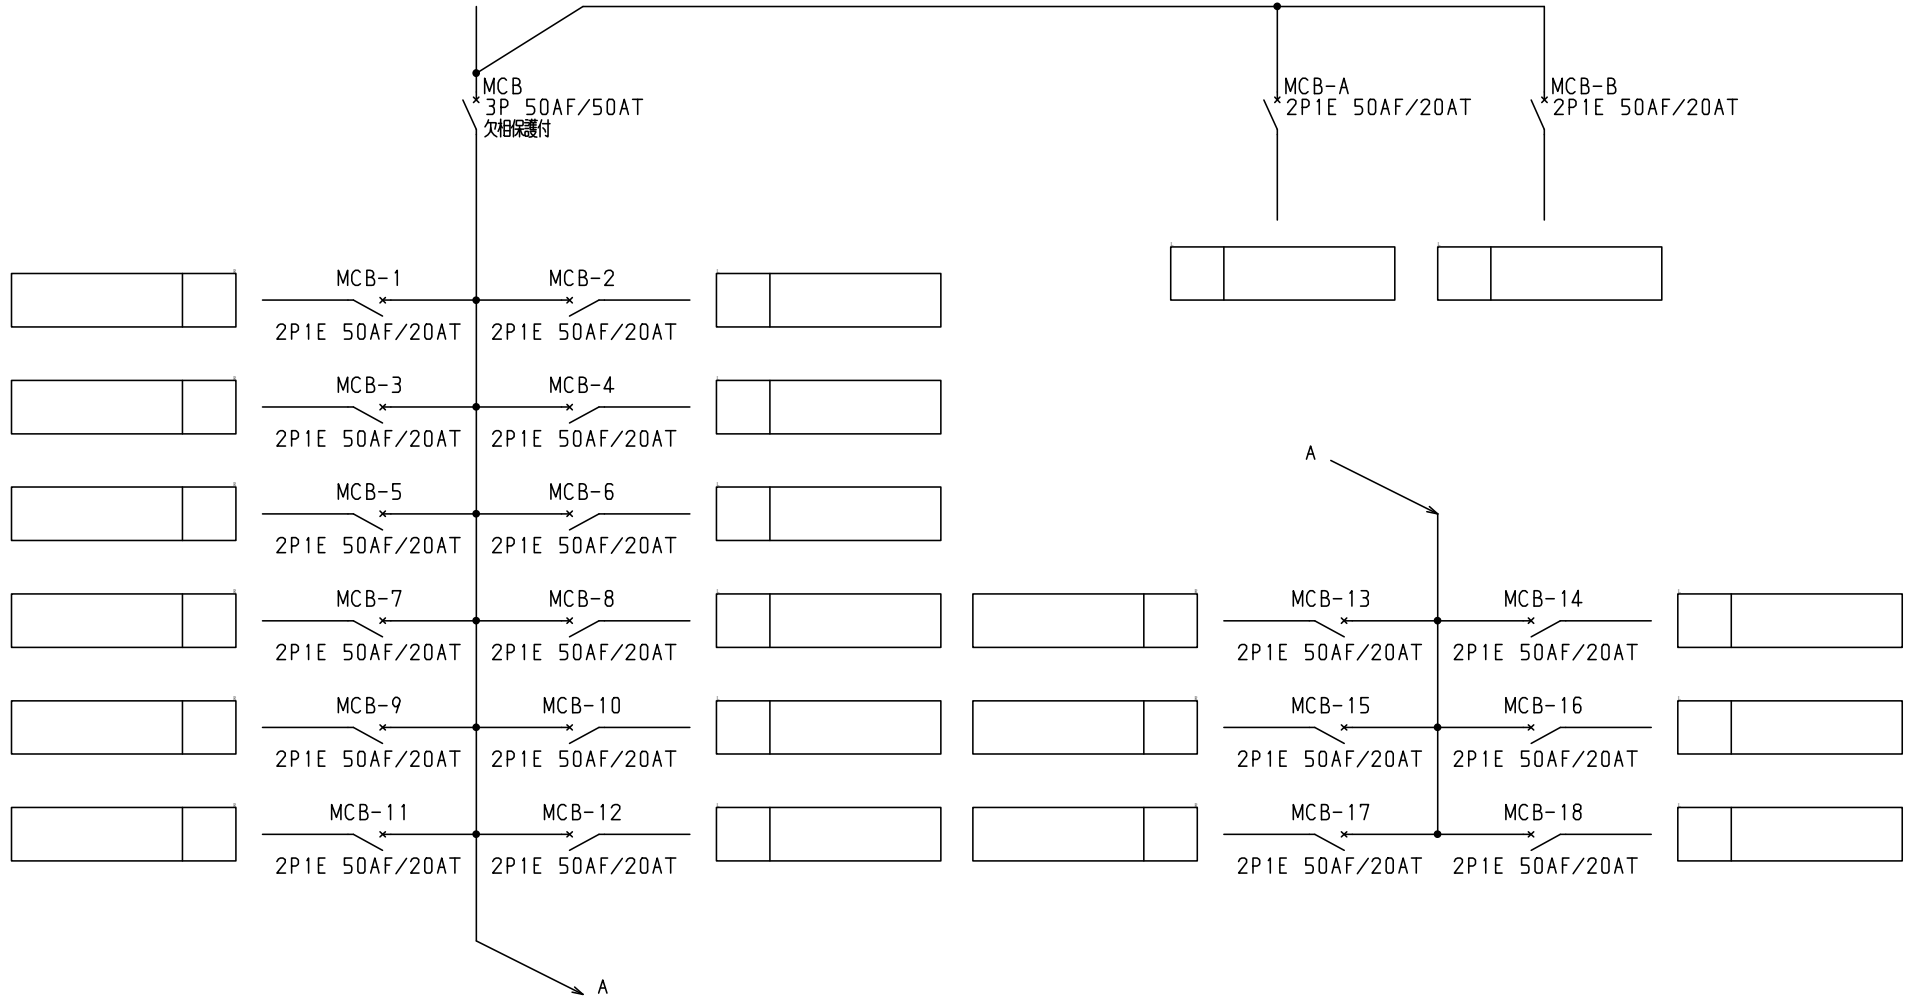 MCB
3P 50AF/50AT
欠相保護付
MCB-A
2P1E 50AF/20AT
MCB-B
2P1E 50AF/20AT
MCB-1
2P1E 50AF/20AT
MCB-2
2P1E 50AF/20AT
MCB-3
2P1E 50AF/20AT
MCB-4
2P1E 50AF/20AT
MCB-5
2P1E 50AF/20AT
MCB-6
2P1E 50AF/20AT
MCB-7
2P1E 50AF/20AT
MCB-8
2P1E 50AF/20AT
MCB-9
2P1E 50AF/20AT
MCB-10
2P1E 50AF/20AT
MCB-11
2P1E 50AF/20AT
MCB-12
2P1E 50AF/20AT
A
A
MCB-13
2P1E 50AF/20AT
MCB-14
2P1E 50AF/20AT
MCB-15
2P1E 50AF/20AT
MCB-16
2P1E 50AF/20AT
MCB-17
2P1E 50AF/20AT
MCB-18
2P1E 50AF/20AT